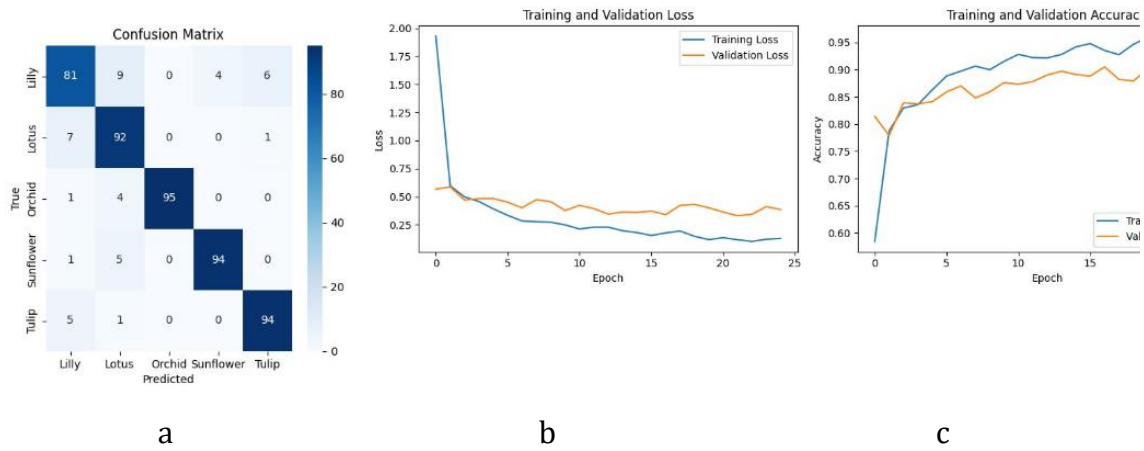 Confusion Matrix
True
Lilly 81 9 0 4 6
Lotus 7 92 0 0 1
Orchid 1 4 95 0 0
Sunflower 1 5 0 94 0
Tulip 5 1 0 0 94
Lilly Lotus Orchid Sunflower Tulip
Predicted
80
60
40
20
0
Training and Validation Loss
Training Loss
Validation Loss
Loss
2.00
1.75
1.50
1.25
1.00
0.75
0.50
0.25
0 5 10 15 20 25
Epoch
Training and Validation Accurac
Accuracy
0.95
0.90
0.85
0.80
0.75
0.70
0.65
0.60
Tra
Val
0 5 10 15
Epoch
a b c